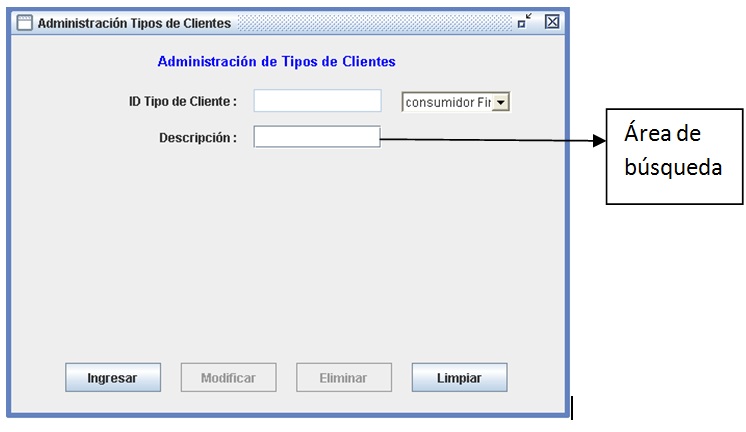 Administración Tipos de Clientes
Administración de Tipos de Clientes
ID Tipo de Cliente :
consumidor Fir
Descripción :
Área de
búsqueda
Ingresar
Modificar
Eliminar
Limpiar